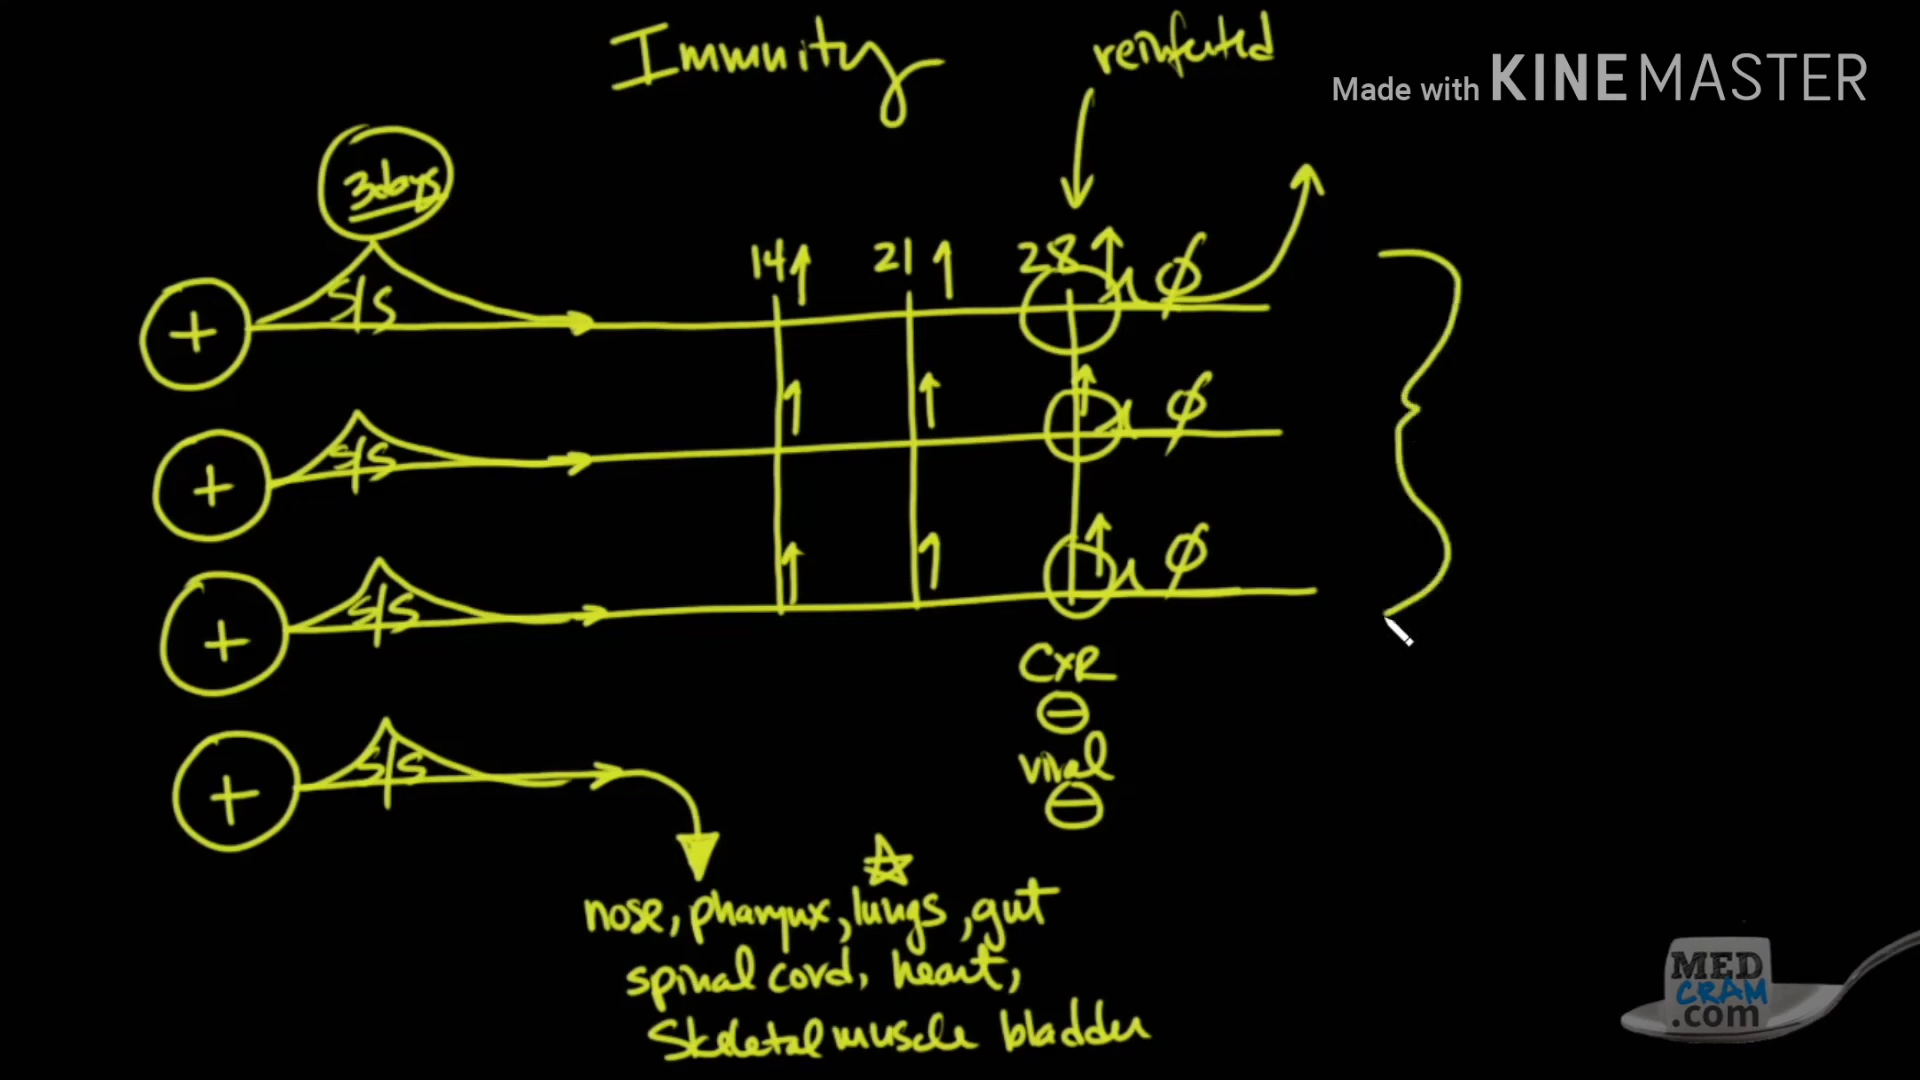 Immunity
reinfected
Made with KINEMASTER
3days
14↑ 21↑ 28↑ Ø
+ S/S
↑ ↑ ↑ Ø
+ S/S
↑ ↑ ↑ Ø
+ S/S
CXR
⊖
viral
⊖
+ S/S
☆
nose, pharynx, lungs, gut
spinal cord, heart,
Skeletal muscle bladder
MED
CRAM
.com